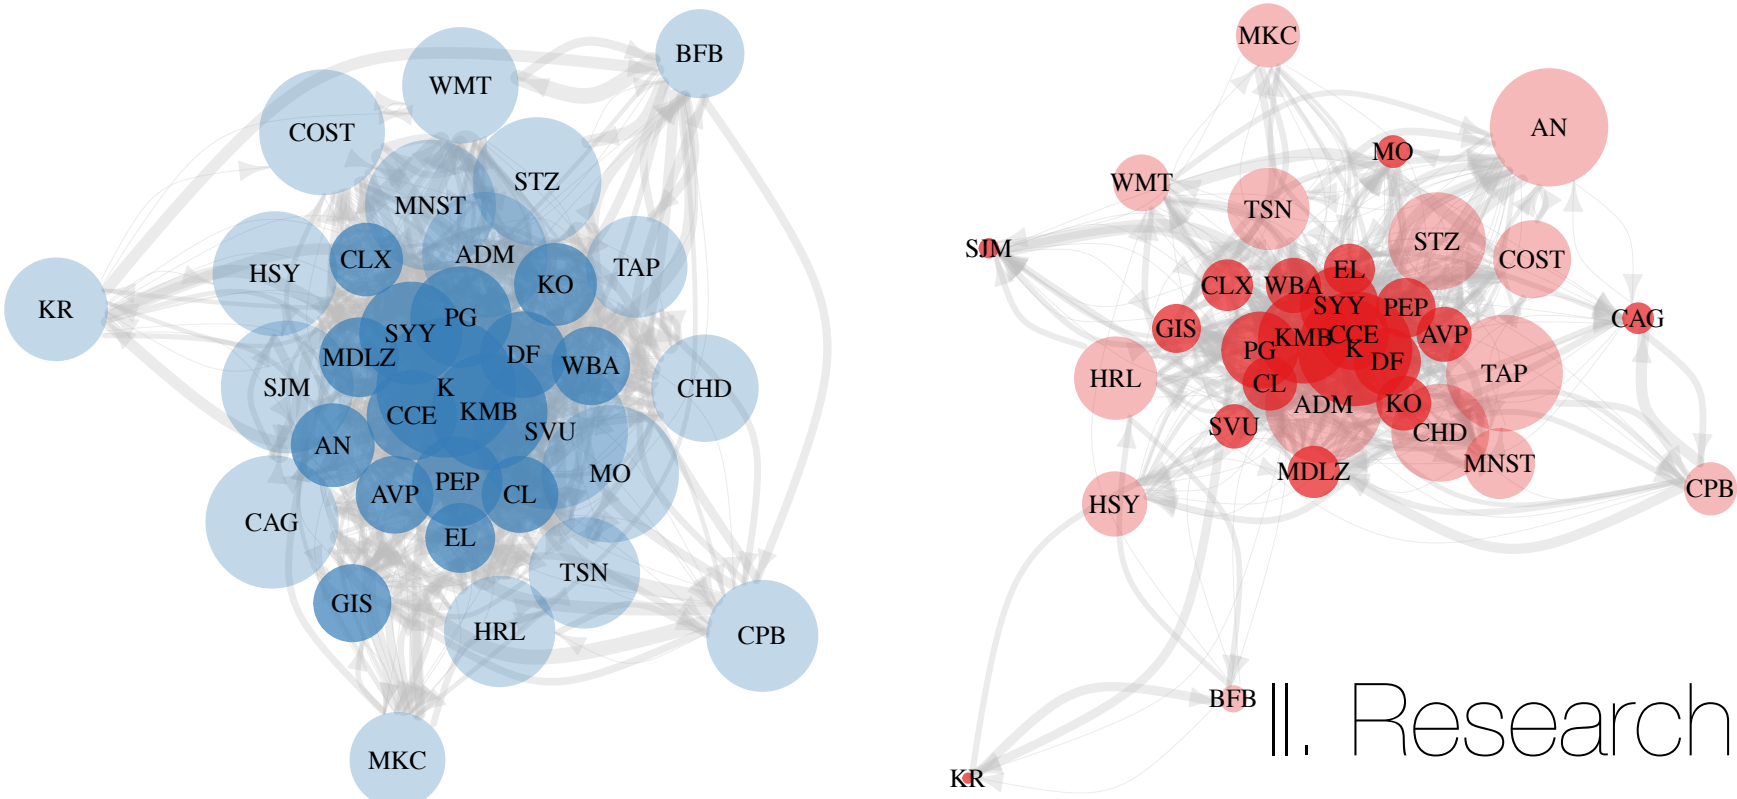 BFB
WMT
COST
STZ
MNST
ADM
CLX
HSY
TAP
KO
KR
PG
SYY
DF
MDLZ
WBA
SJM
K
CHD
CCE
KMB
SVU
AN
MO
PEP
AVP
CL
CAG
EL
TSN
GIS
HRL
CPB
MKC
MKC
AN
MO
WMT
TSN
STZ
SJM
COST
EL
CLX
WBA
SYY
PEP
CAG
GIS
KMB
CCE
AVP
PG
K
DF
TAP
HRL
CL
ADM
KO
SVU
CHD
MNST
MDLZ
CPB
HSY
BFB
KR
II. Research